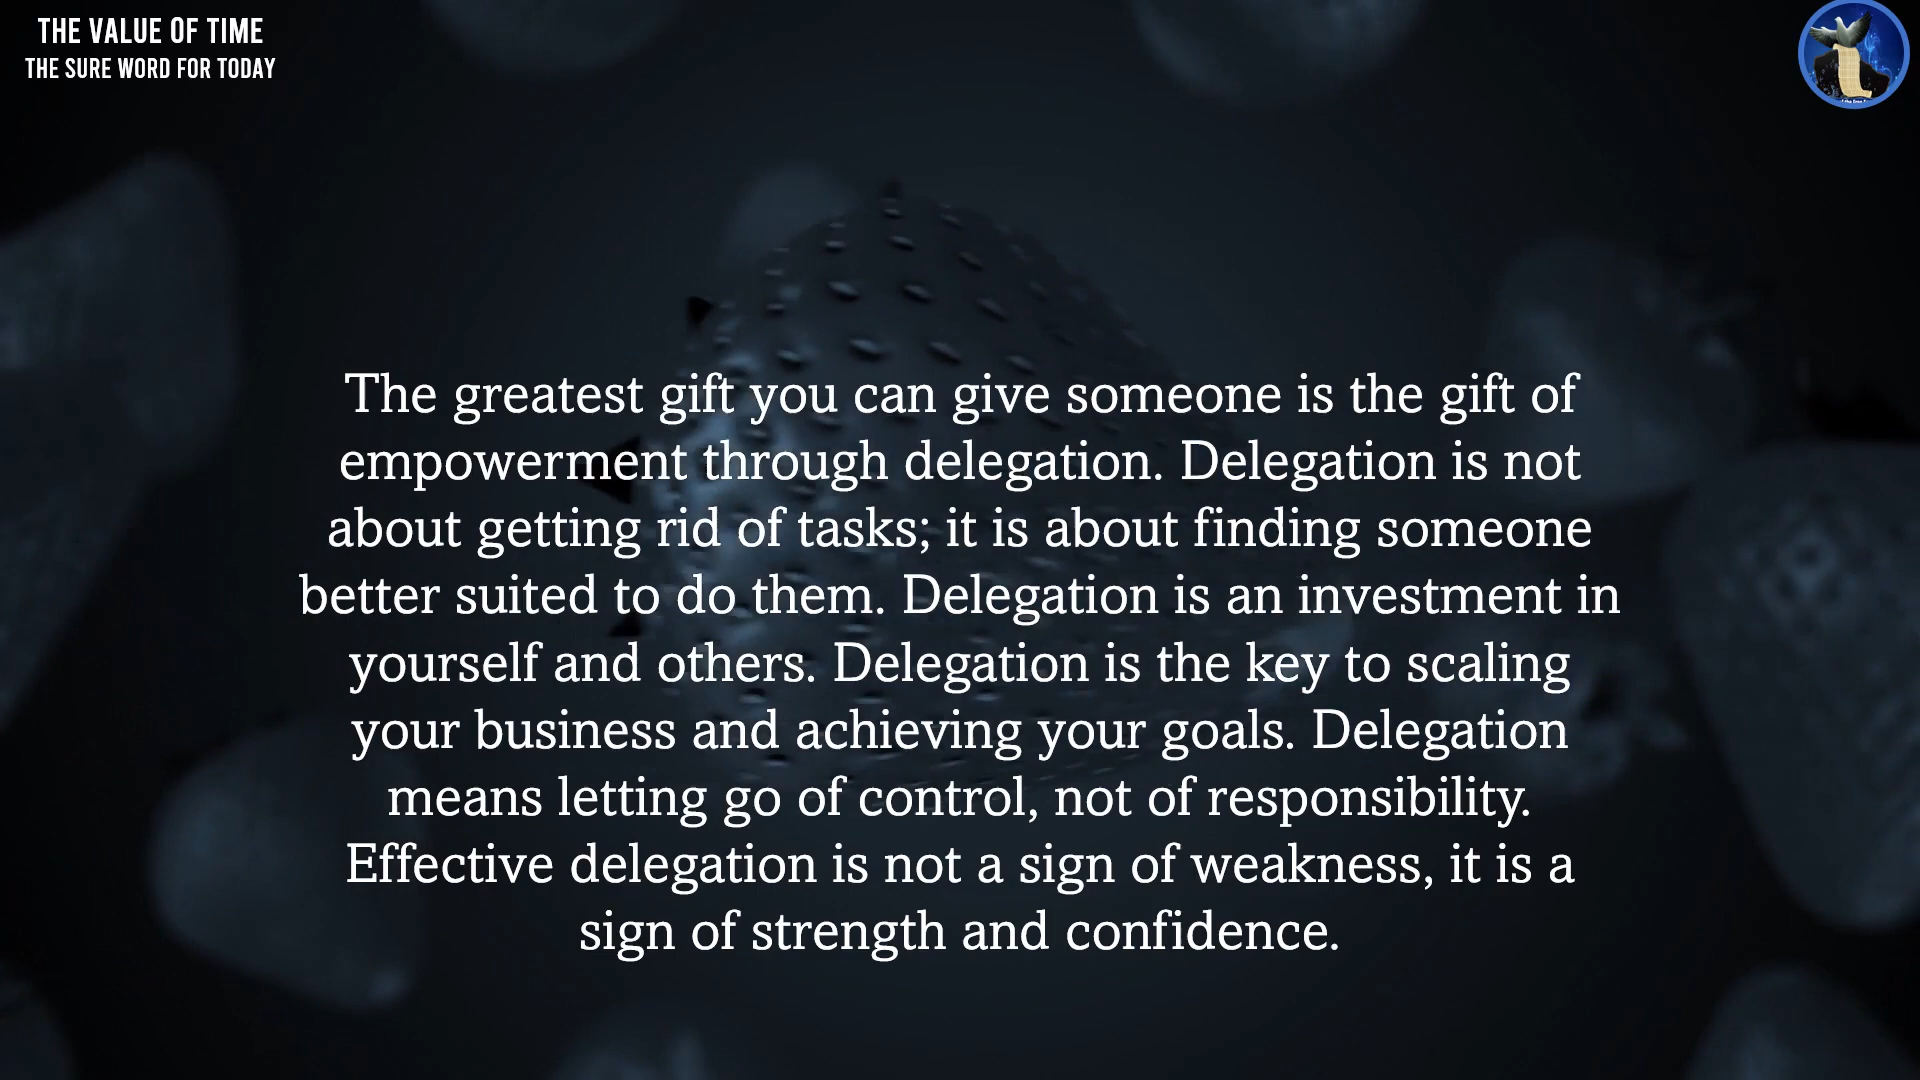 THE VALUE OF TIME
THE SURE WORD FOR TODAY
The greatest gift you can give someone is the gift of
empowerment through delegation. Delegation is not
about getting rid of tasks; it is about finding someone
better suited to do them. Delegation is an investment in
yourself and others. Delegation is the key to scaling
your business and achieving your goals. Delegation
means letting go of control, not of responsibility.
Effective delegation is not a sign of weakness, it is a
sign of strength and confidence.